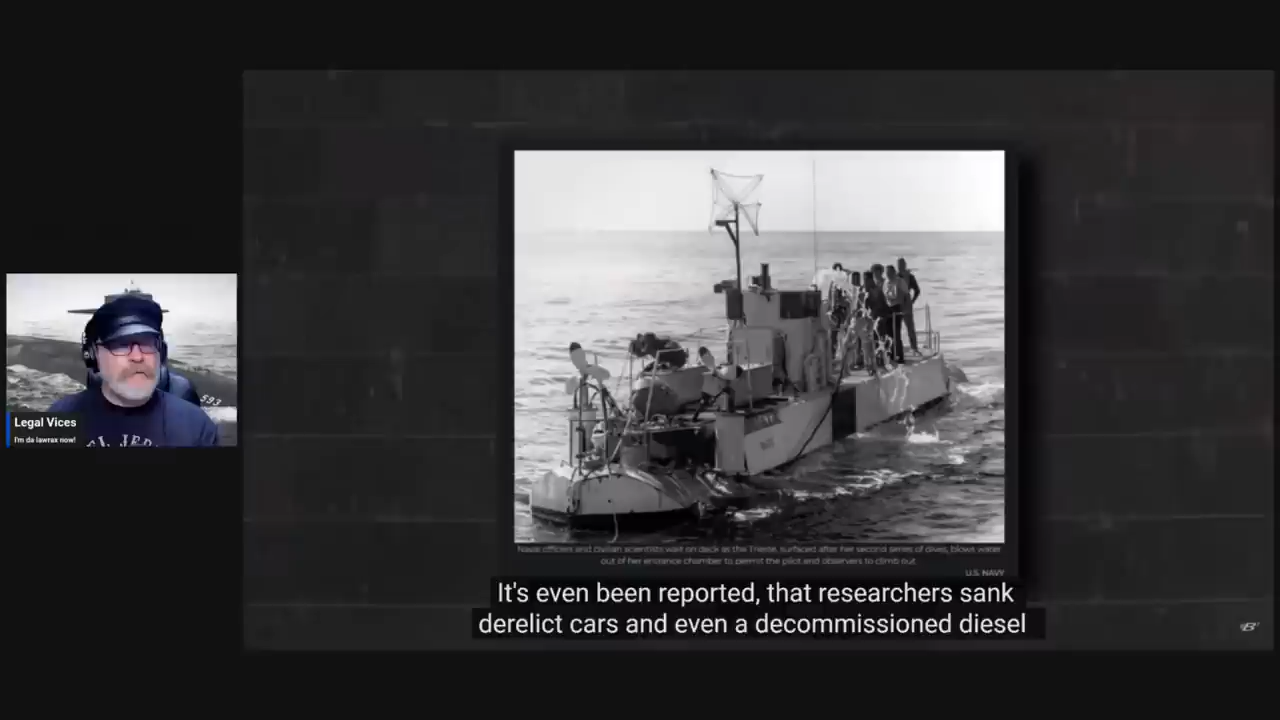 593
Legal Vices
I'm da lawrax now!
Naval officers and civilian scientists wait on deck as the Trieste, surfaced after her second series of dives, blows water
out of her entrance chamber to permit the pilot and observers to climb out.
U.S. NAVY
It's even been reported, that researchers sank
derelict cars and even a decommissioned diesel